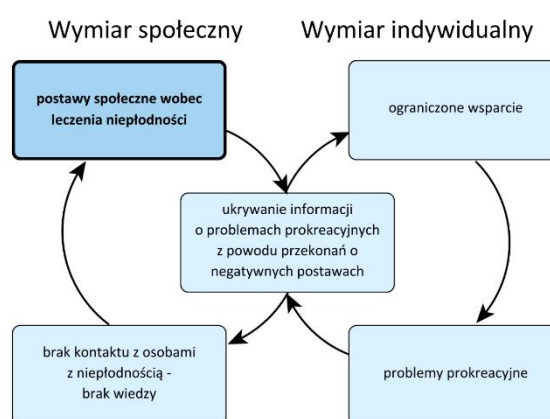 Wymiar społeczny
Wymiar indywidualny
postawy społeczne wobec
leczenia niepłodności
ograniczone wsparcie
ukrywanie informacji
o problemach prokreacyjnych
z powodu przekonań o
negatywnych postawach
brak kontaktu z osobami
z niepłodnością -
brak wiedzy
problemy prokreacyjne